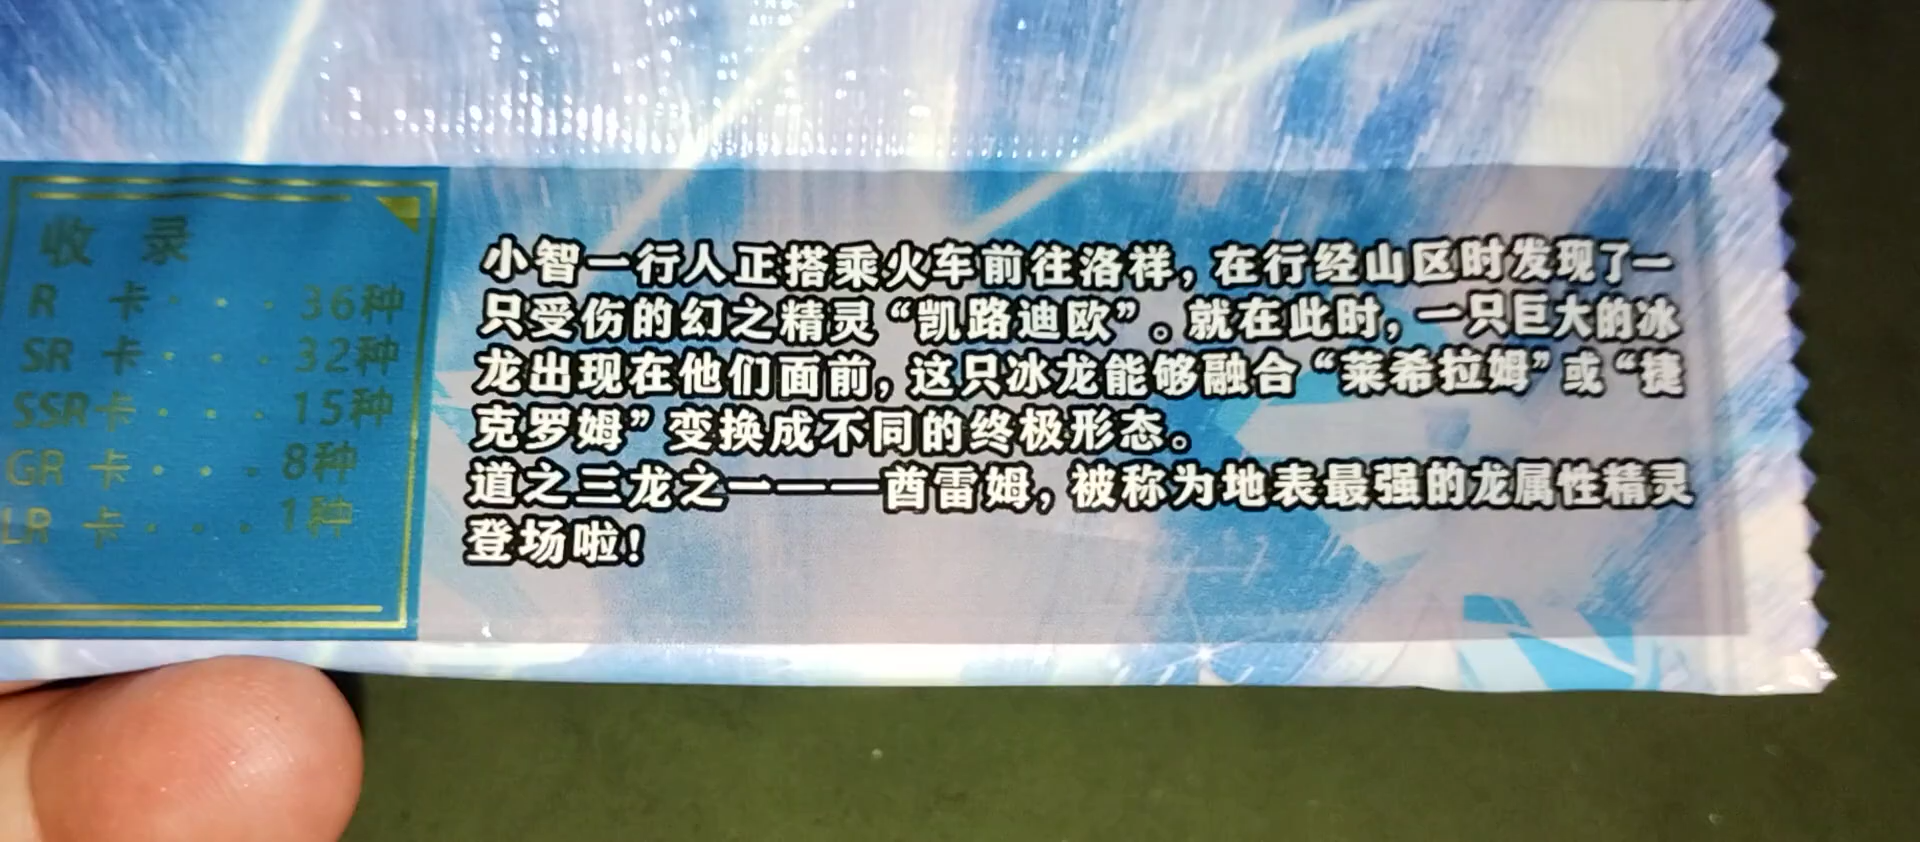 收录
R 卡···36种
SR 卡···32种
SSR卡···15种
GR 卡···8种
LR 卡···1种
小智一行人正搭乘火车前往洛祥，在行经山区时发现了一
只受伤的幻之精灵“凯路迪欧”。就在此时，一只巨大的冰
龙出现在他们面前，这只冰龙能够融合“莱希拉姆”或“捷
克罗姆”变换成不同的终极形态。
道之三龙之一——酋雷姆，被称为地表最强的龙属性精灵
登场啦！